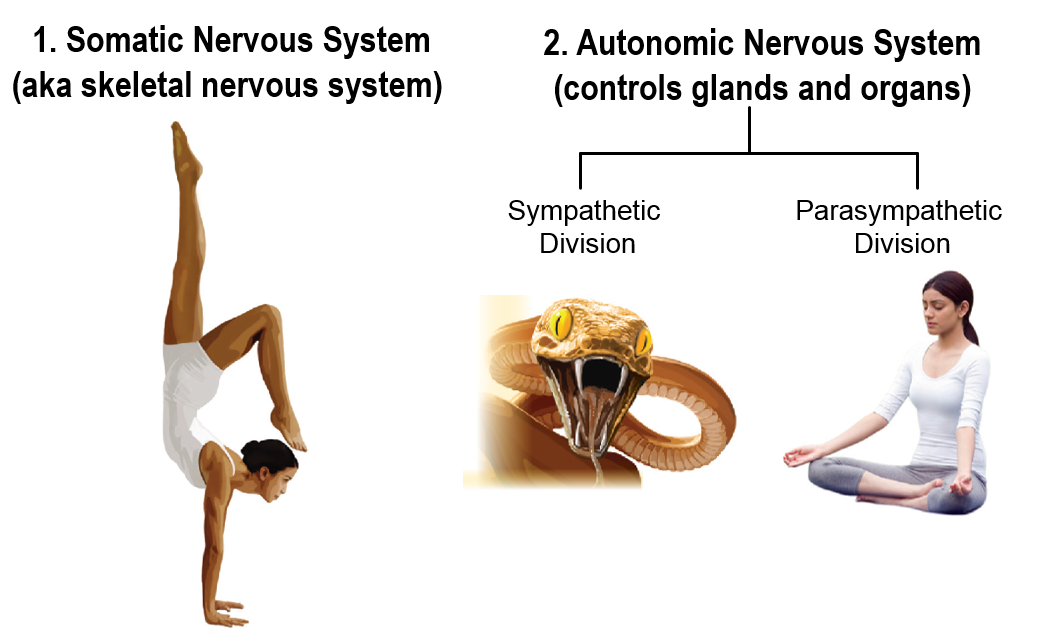 1. Somatic Nervous System
(aka skeletal nervous system)
2. Autonomic Nervous System
(controls glands and organs)
Sympathetic
Division
Parasympathetic
Division